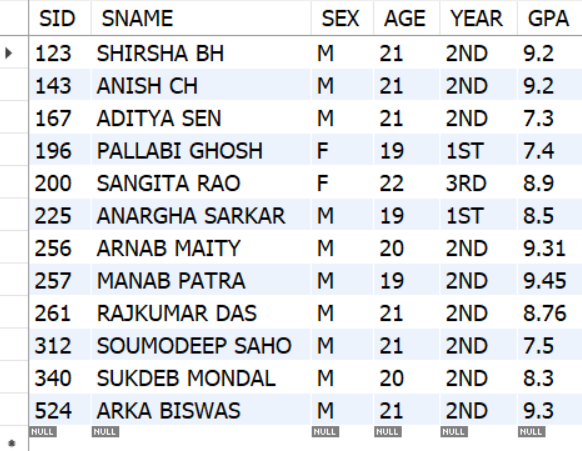 SID SNAME SEX AGE YEAR GPA
123 SHIRSHA BH M 21 2ND 9.2
143 ANISH CH M 21 2ND 9.2
167 ADITYA SEN M 21 2ND 7.3
196 PALLABI GHOSH F 19 1ST 7.4
200 SANGITA RAO F 22 3RD 8.9
225 ANARGHA SARKAR M 19 1ST 8.5
256 ARNAB MAITY M 20 2ND 9.31
257 MANAB PATRA M 19 2ND 9.45
261 RAJKUMAR DAS M 21 2ND 8.76
312 SOUMODEEP SAHO M 21 2ND 7.5
340 SUKDEB MONDAL M 20 2ND 8.3
524 ARKA BISWAS M 21 2ND 9.3
NULL NULL NULL NULL NULL NULL